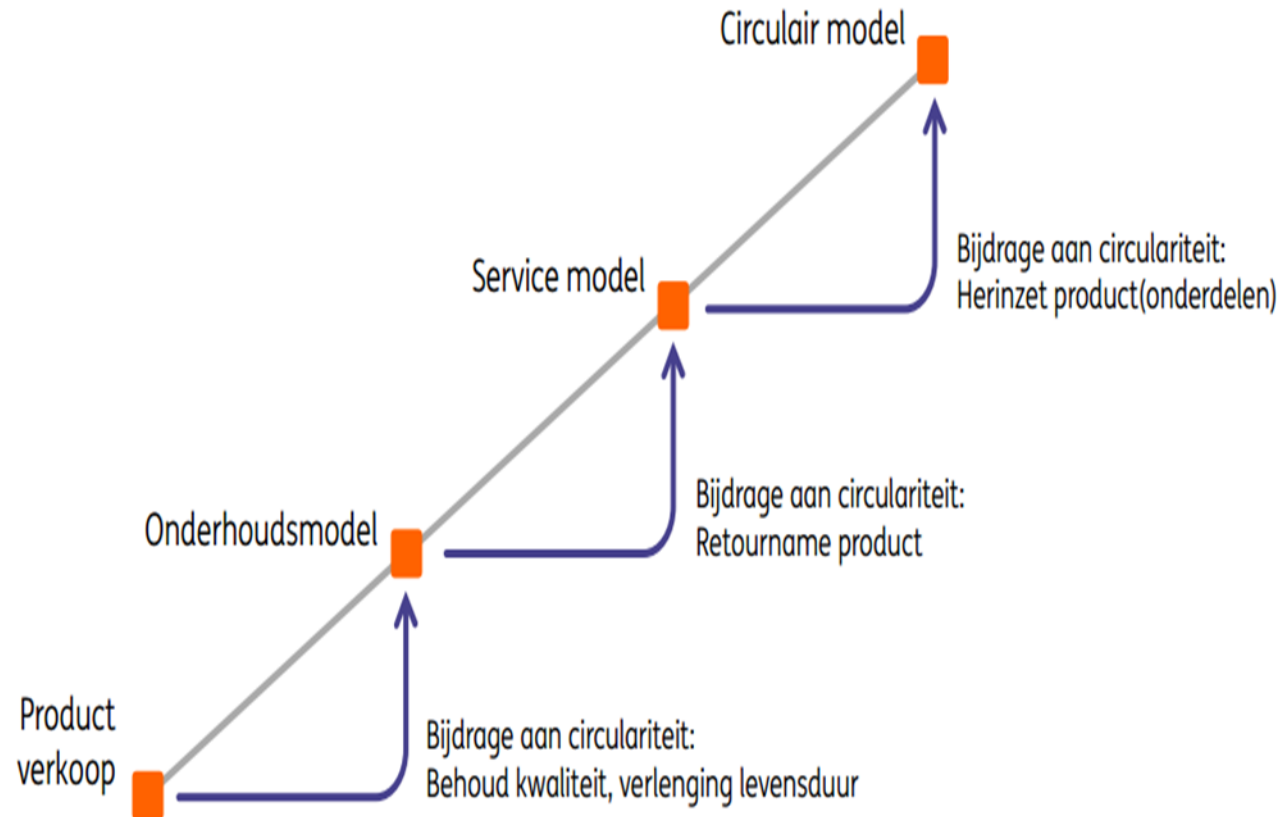 Circulair model
Bijdrage aan circulariteit:
Herinzet product(onderdelen)
Service model
Bijdrage aan circulariteit:
Retourname product
Onderhoudsmodel
Product
verkoop
Bijdrage aan circulariteit:
Behoud kwaliteit, verlenging levensduur